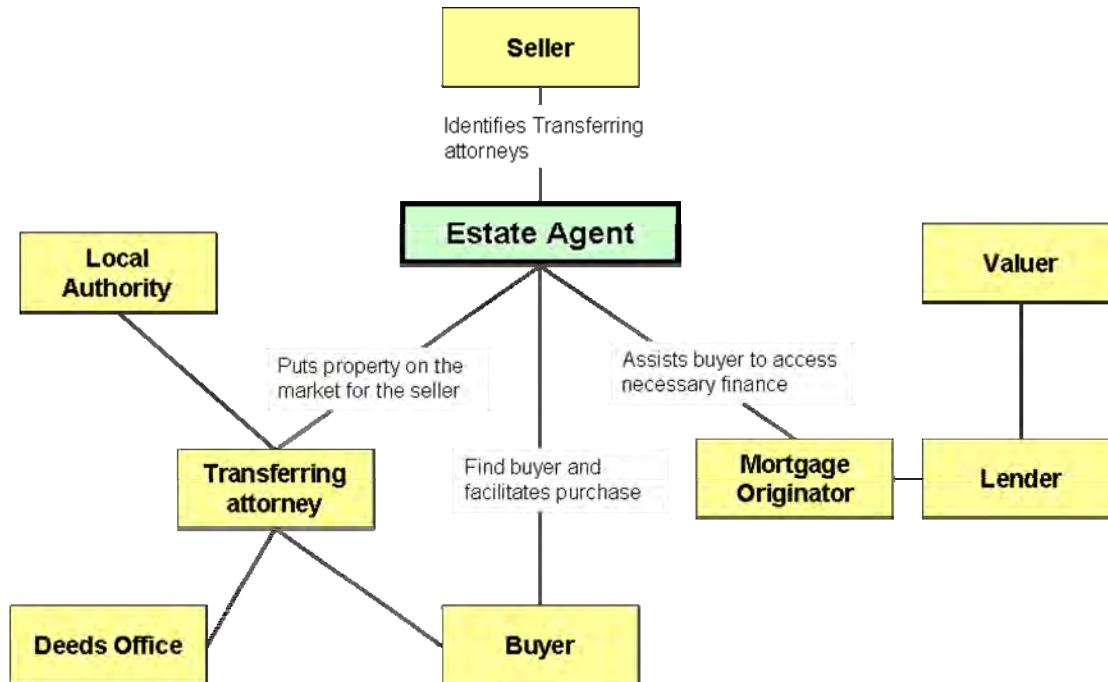 Seller
Identifies Transferring
attorneys
Estate Agent
Local
Authority
Valuer
Puts property on the
market for the seller
Assists buyer to access
necessary finance
Transferring
attorney
Find buyer and
facilitates purchase
Mortgage
Originator
Lender
Deeds Office
Buyer